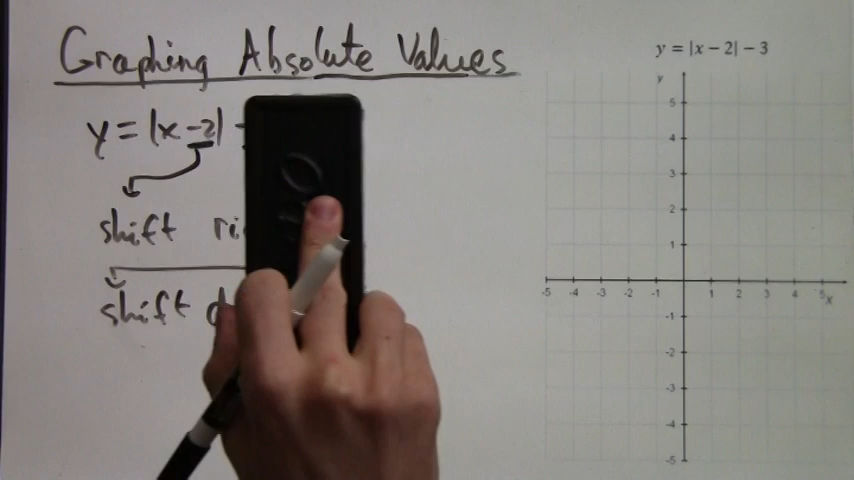 Graphing Absolute Values
y = |x - 2|
y = |x − 2| − 3
shift
shift
y
5
4
3
2
1
-5 -4 -3 -2 -1 1 2 3 4 5 x
-1
-2
-3
-4
-5